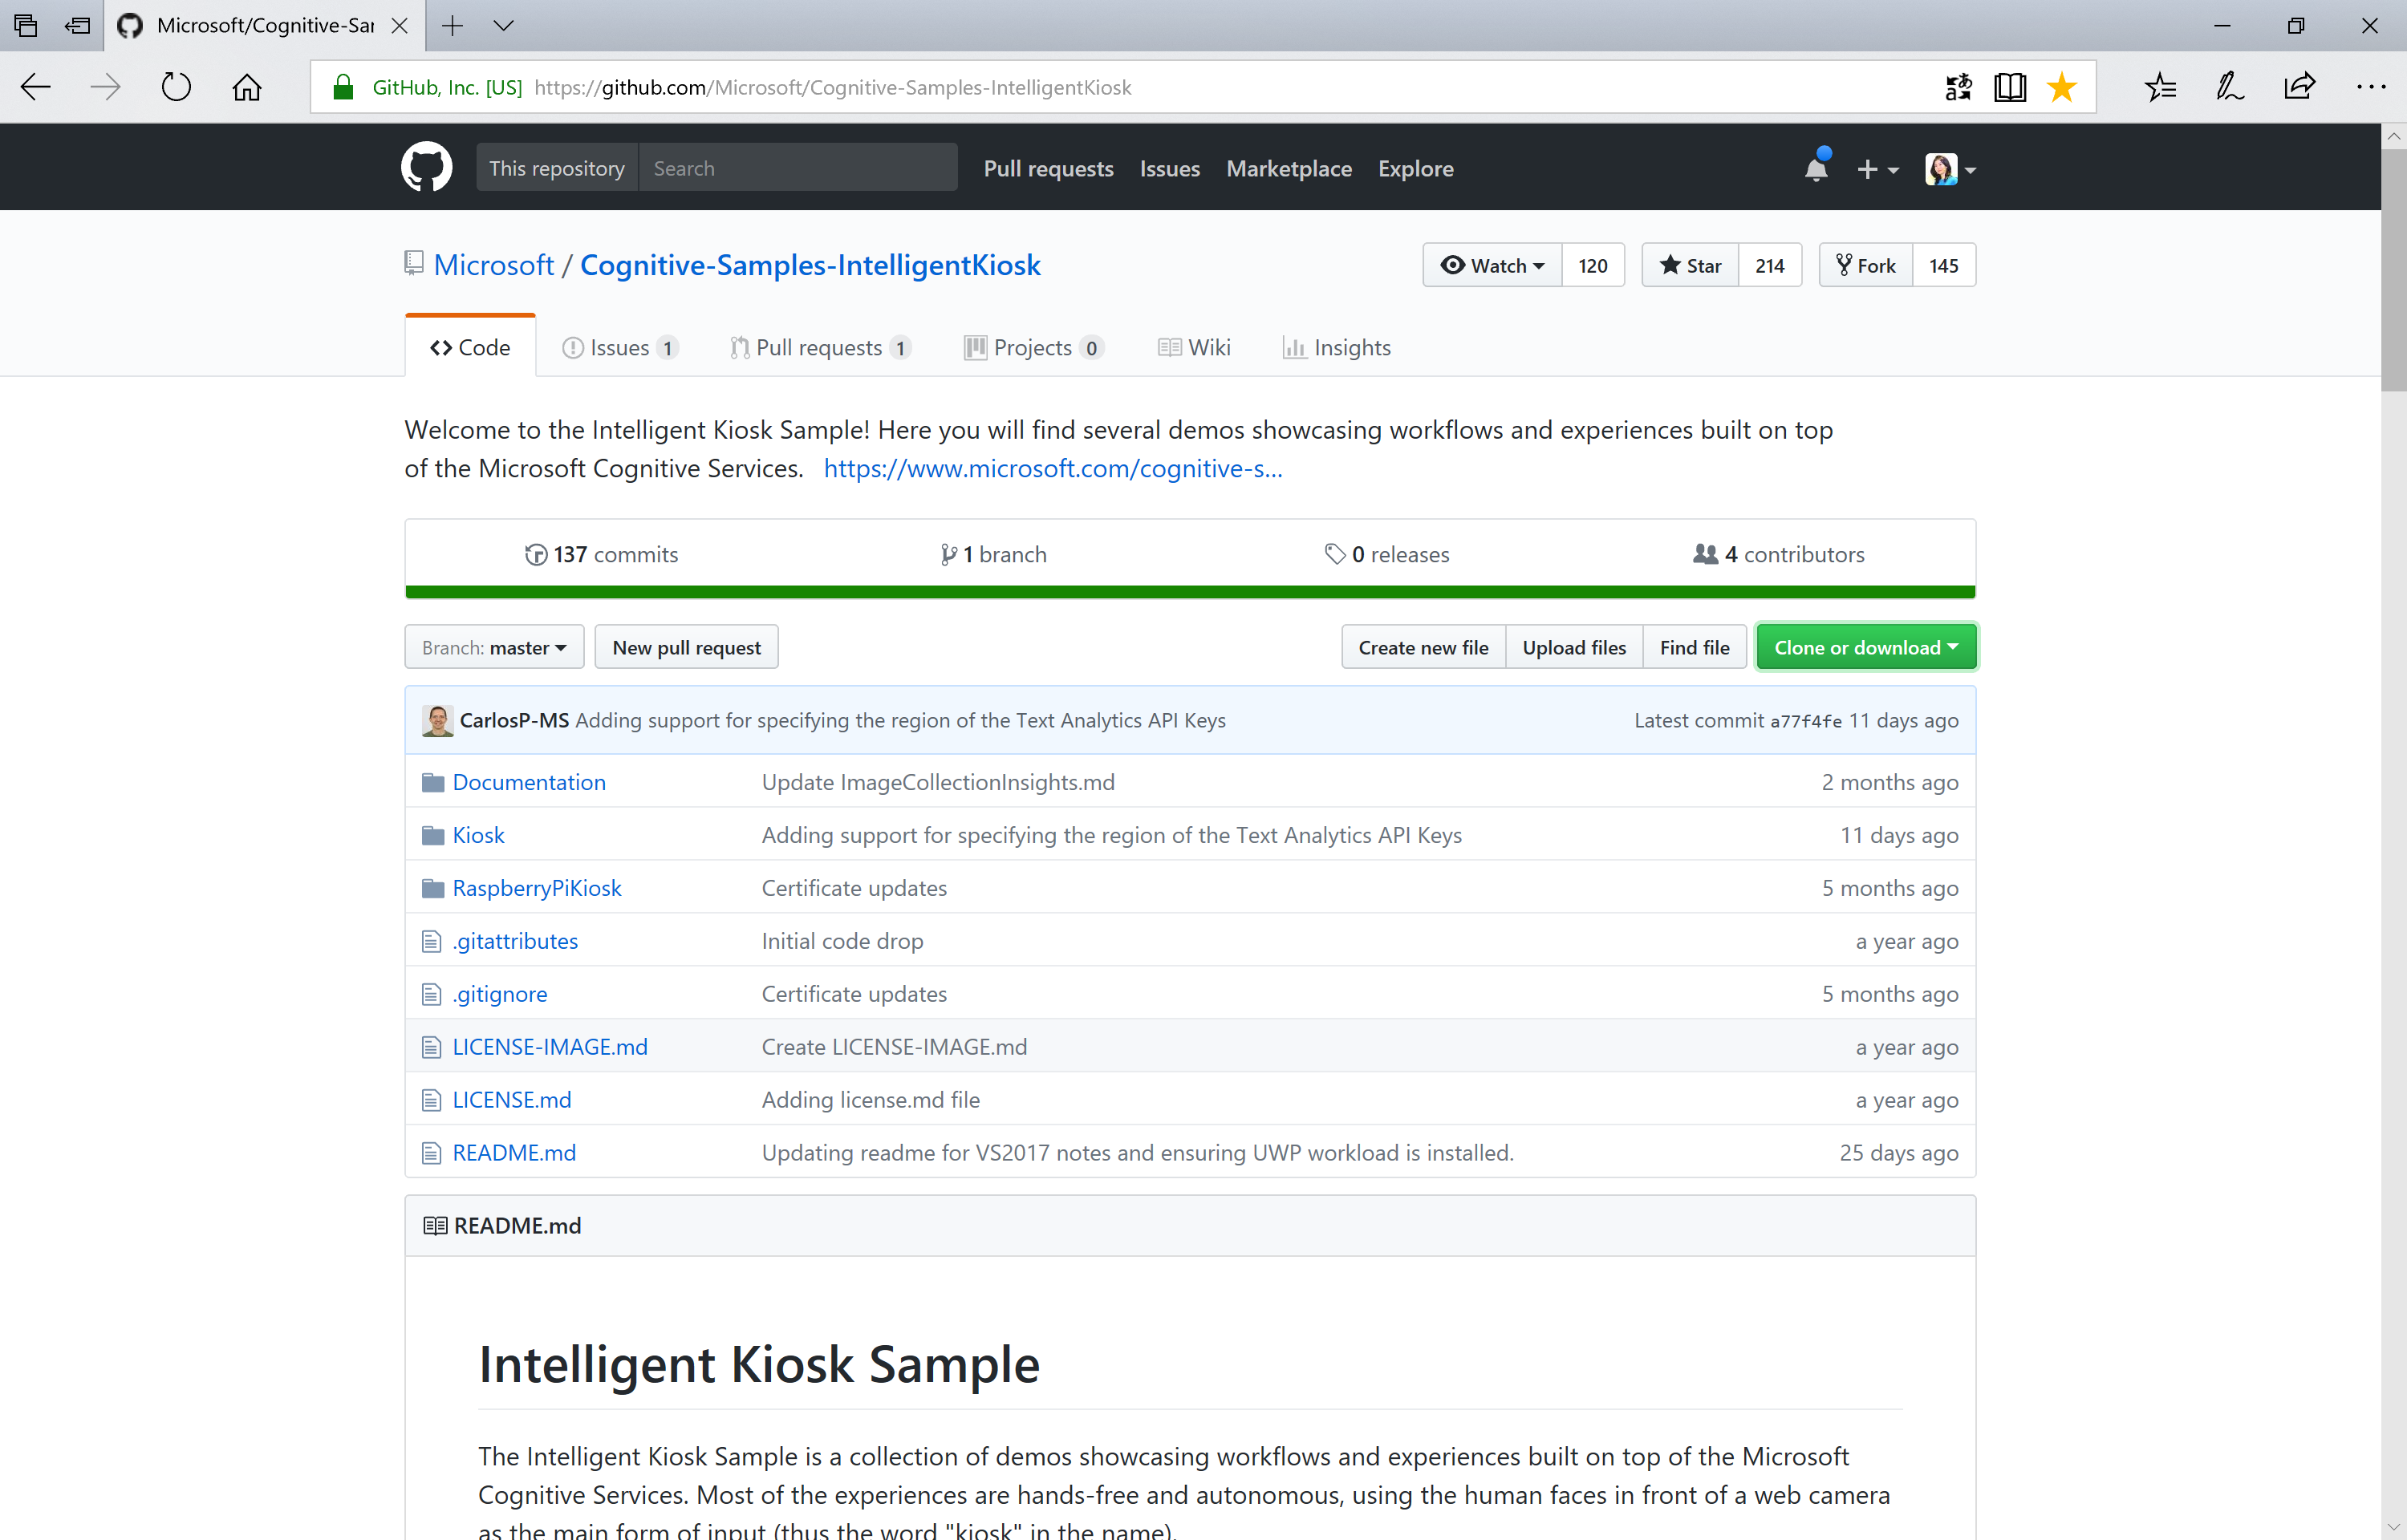 Microsoft/Cognitive-Sar
GitHub, Inc. [US] https://github.com/Microsoft/Cognitive-Samples-IntelligentKiosk
This repository Search Pull requests Issues Marketplace Explore
Microsoft / Cognitive-Samples-IntelligentKiosk Watch 120 Star 214 Fork 145
Code Issues 1 Pull requests 1 Projects 0 Wiki Insights
Welcome to the Intelligent Kiosk Sample! Here you will find several demos showcasing workflows and experiences built on top
of the Microsoft Cognitive Services. https://www.microsoft.com/cognitive-s...
137 commits 1 branch 0 releases 4 contributors
Branch: master New pull request Create new file Upload files Find file Clone or download
CarlosP-MS Adding support for specifying the region of the Text Analytics API Keys Latest commit a77f4fe 11 days ago
Documentation Update ImageCollectionInsights.md 2 months ago
Kiosk Adding support for specifying the region of the Text Analytics API Keys 11 days ago
RaspberryPiKiosk Certificate updates 5 months ago
.gitattributes Initial code drop a year ago
.gitignore Certificate updates 5 months ago
LICENSE-IMAGE.md Create LICENSE-IMAGE.md a year ago
LICENSE.md Adding license.md file a year ago
README.md Updating readme for VS2017 notes and ensuring UWP workload is installed. 25 days ago
README.md
Intelligent Kiosk Sample
The Intelligent Kiosk Sample is a collection of demos showcasing workflows and experiences built on top of the Microsoft
Cognitive Services. Most of the experiences are hands-free and autonomous, using the human faces in front of a web camera
as the main form of input (thus the word "kiosk" in the name).